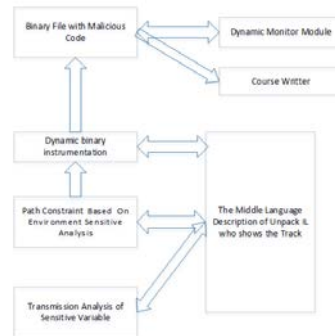 Binary File with Malicious
Code
Dynamic Monitor Module
Course Writter
Dynamic binary
instrumentation
Path Constraint Based On
Environment Sensitive
Analysis
The Middle Language
Description of Unpack IL
who shows the Track
Transmission Analysis of
Sensitive Variable